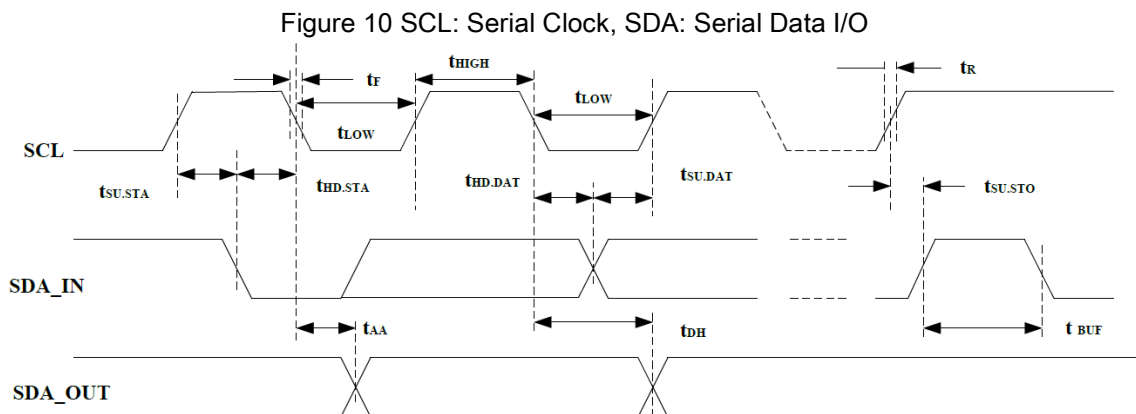 Figure 10 SCL: Serial Clock, SDA: Serial Data I/O
tF
tHIGH
tLOW
tR
tLOW
SCL
tSU.STA
tHD.STA
tHD.DAT
tSU.DAT
tSU.STO
SDA_IN
tAA
tDH
t BUF
SDA_OUT